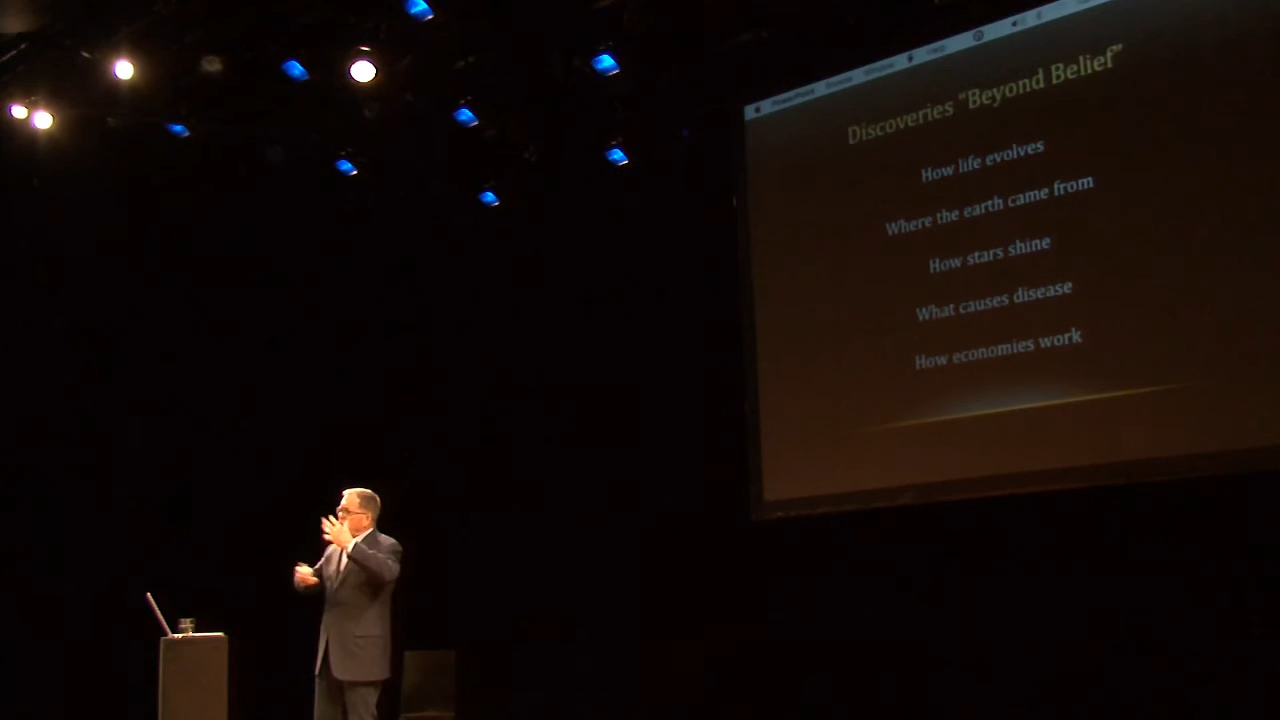 PowerPoint
Discoveries “Beyond Belief”
How life evolves
Where the earth came from
How stars shine
What causes disease
How economies work